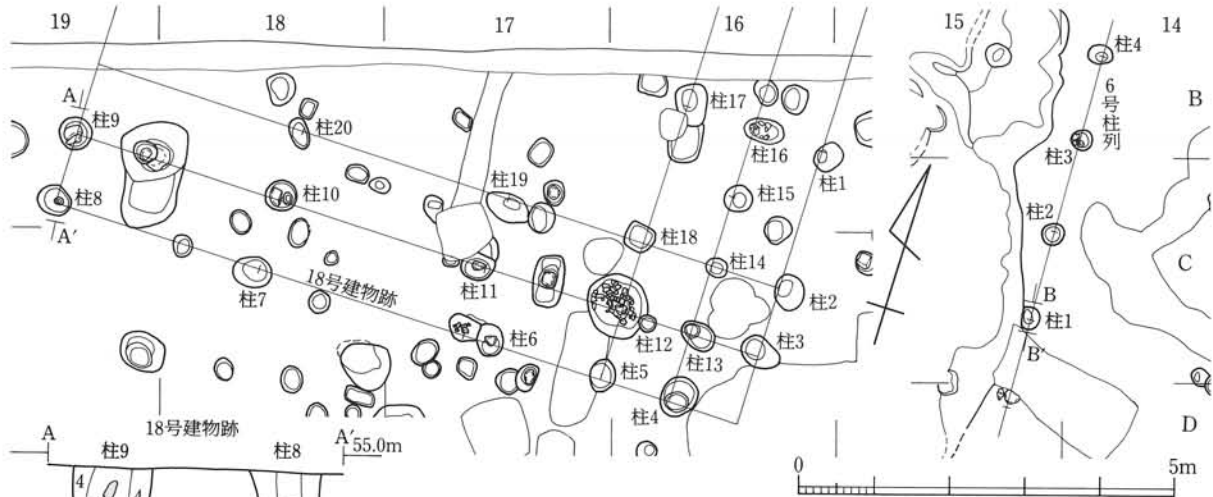 19 18 17 16 15 14
A
柱9
柱8
A′
柱20
柱10
柱7
18号建物跡
柱19
柱11
柱6
柱17
柱16
柱1
柱15
柱18
柱14
柱2
柱12
柱13
柱3
柱5
柱4
柱4
6号柱列
柱3
柱2
B
柱1
B′
B
C
D
18号建物跡
A A′ 55.0m
柱9 柱8
4 4
0 5m